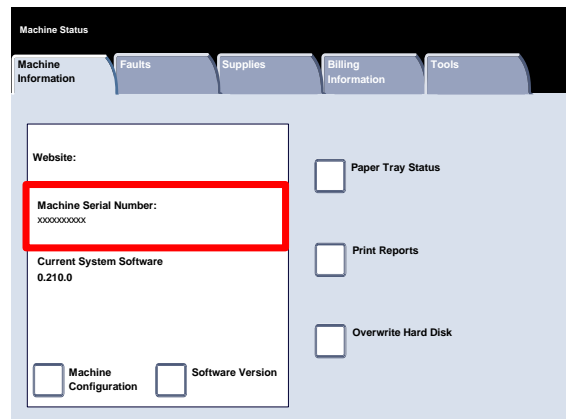 Machine Status
Machine
Information
Faults
Supplies
Billing
Information
Tools
Website:
Machine Serial Number:
xxxxxxxxx
Current System Software
0.210.0
Machine
Configuration
Software Version
Paper Tray Status
Print Reports
Overwrite Hard Disk